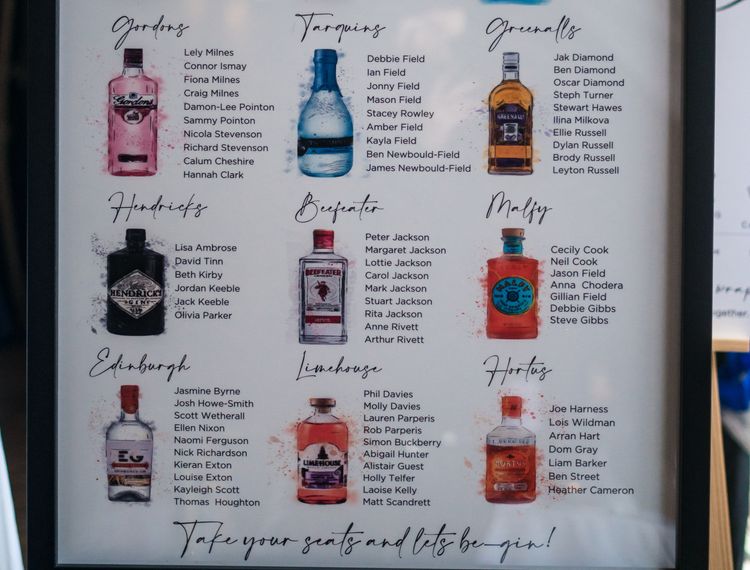 Gordons
GORDON'S
Lely Milnes
Connor Ismay
Fiona Milnes
Craig Milnes
Damon-Lee Pointon
Sammy Pointon
Nicola Stevenson
Richard Stevenson
Calum Cheshire
Hannah Clark
Tarquins
Debbie Field
Ian Field
Jonny Field
Mason Field
Stacey Rowley
Amber Field
Kayla Field
Ben Newbould-Field
James Newbould-Field
Greenalls
GREENALL'S
Jak Diamond
Ben Diamond
Oscar Diamond
Steph Turner
Stewart Hawes
Ilina Milkova
Ellie Russell
Dylan Russell
Brody Russell
Leyton Russell
Hendricks
HENDRICK'S
GIN
Lisa Ambrose
David Tinn
Beth Kirby
Jordan Keeble
Jack Keeble
Olivia Parker
Beefeater
BEEFEATER
Peter Jackson
Margaret Jackson
Lottie Jackson
Carol Jackson
Mark Jackson
Stuart Jackson
Rita Jackson
Anne Rivett
Arthur Rivett
Malfy
MALFY
Cecily Cook
Neil Cook
Jason Field
Anna Chodera
Gillian Field
Debbie Gibbs
Steve Gibbs
Edinburgh
EG
Jasmine Byrne
Josh Howe-Smith
Scott Wetherall
Ellen Nixon
Naomi Ferguson
Nick Richardson
Kieran Exton
Louise Exton
Kayleigh Scott
Thomas Houghton
Limehouse
LIMEHOUSE
Phil Davies
Molly Davies
Lauren Parperis
Rob Parperis
Simon Buckberry
Abigail Hunter
Alistair Guest
Holly Telfer
Laoise Kelly
Matt Scandrett
Hortus
HORTUS
Joe Harness
Lois Wildman
Arran Hart
Dom Gray
Liam Barker
Ben Street
Heather Cameron
Take your seats and lets be-gin!